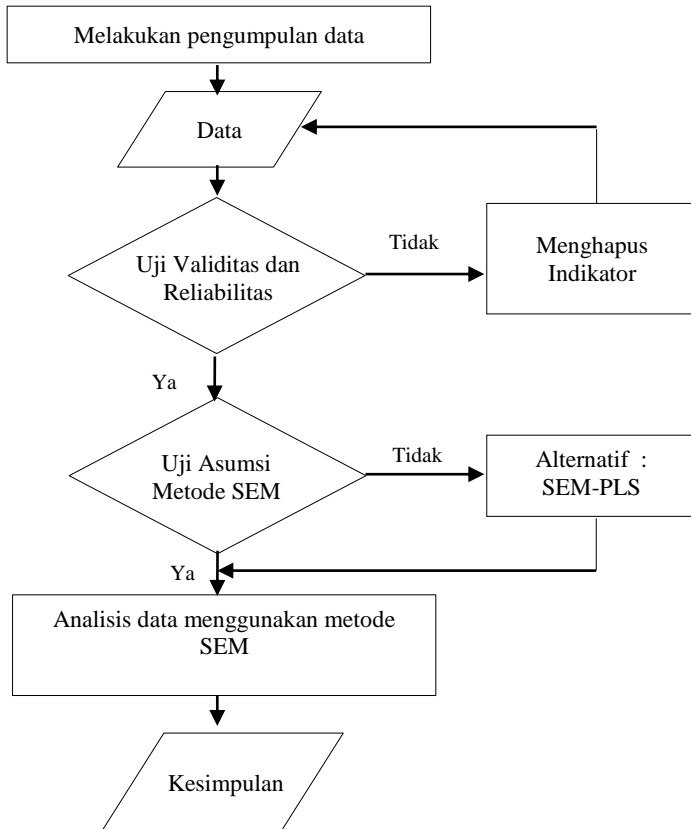 Melakukan pengumpulan data
Data
Tidak
Uji Validitas dan
Reliabilitas
Menghapus
Indikator
Ya
Tidak
Uji Asumsi
Metode SEM
Alternatif :
SEM-PLS
Ya
Analisis data menggunakan metode
SEM
Kesimpulan